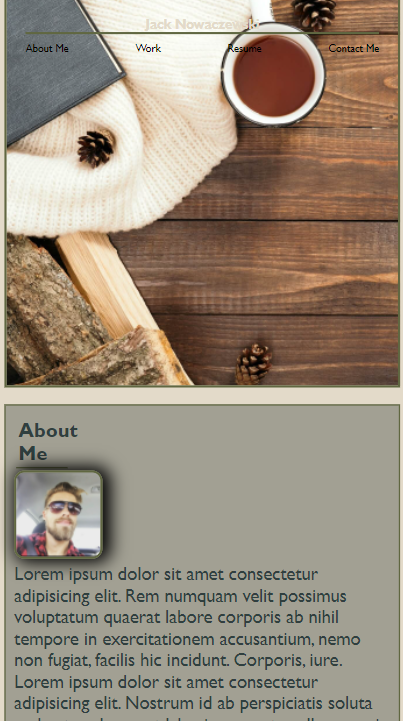 Jack Nowaczewski
About Me Work Resume Contact Me
About
Me
Lorem ipsum dolor sit amet consectetur
adipisicing elit. Rem numquam velit possimus
voluptatum quaerat labore corporis ab nihil
tempore in exercitationem accusantium, nemo
non fugiat, facilis hic incidunt. Corporis, iure.
Lorem ipsum dolor sit amet consectetur
adipisicing elit. Nostrum id ab perspiciatis soluta